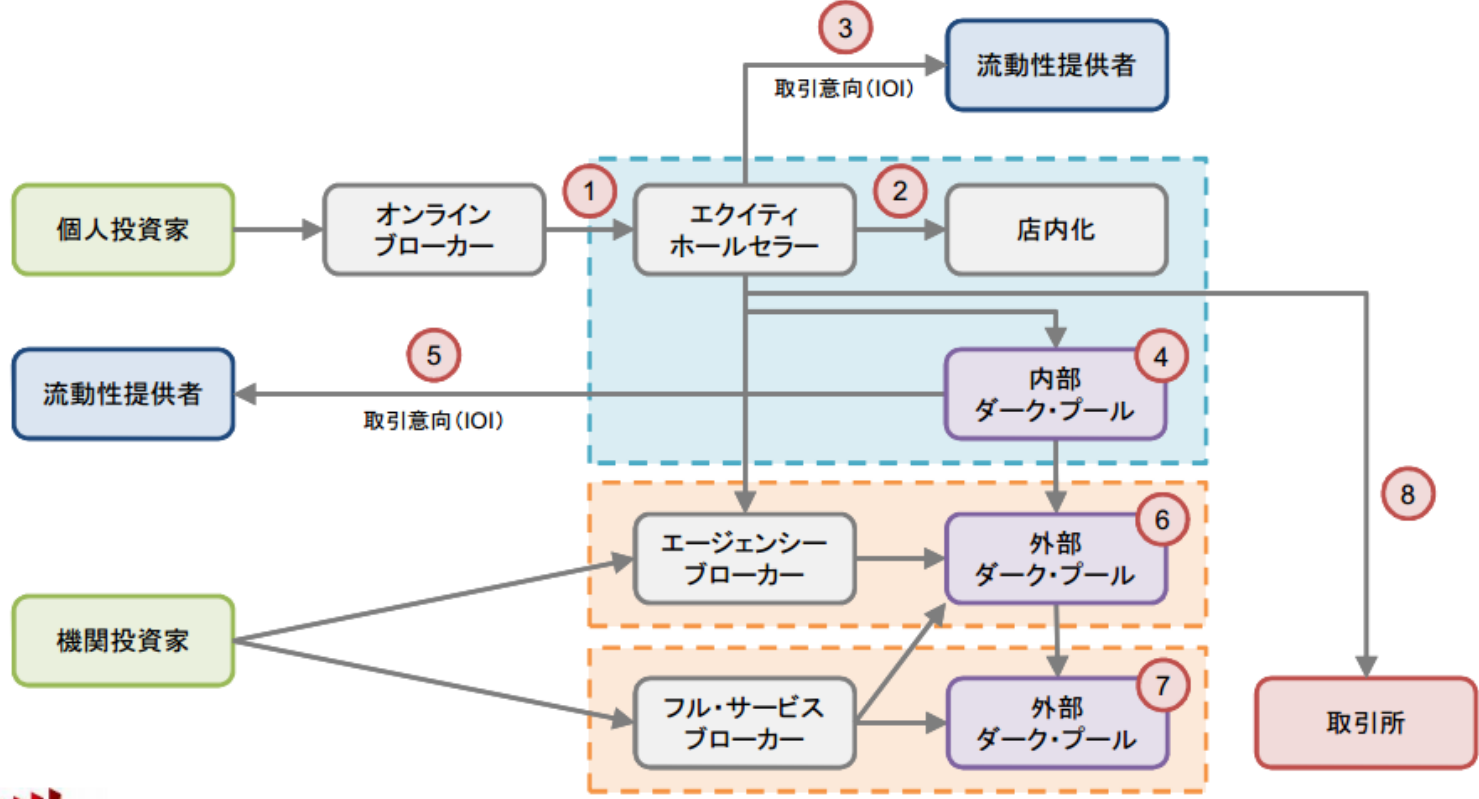 3
流動性提供者
取引意向(IOI)
個人投資家
オンライン
ブローカー
1
エクイティ
ホールセラー
2
店内化
流動性提供者
5
取引意向(IOI)
4
内部
ダーク・プール
8
エージェンシー
ブローカー
6
外部
ダーク・プール
機関投資家
フル・サービス
ブローカー
7
外部
ダーク・プール
取引所